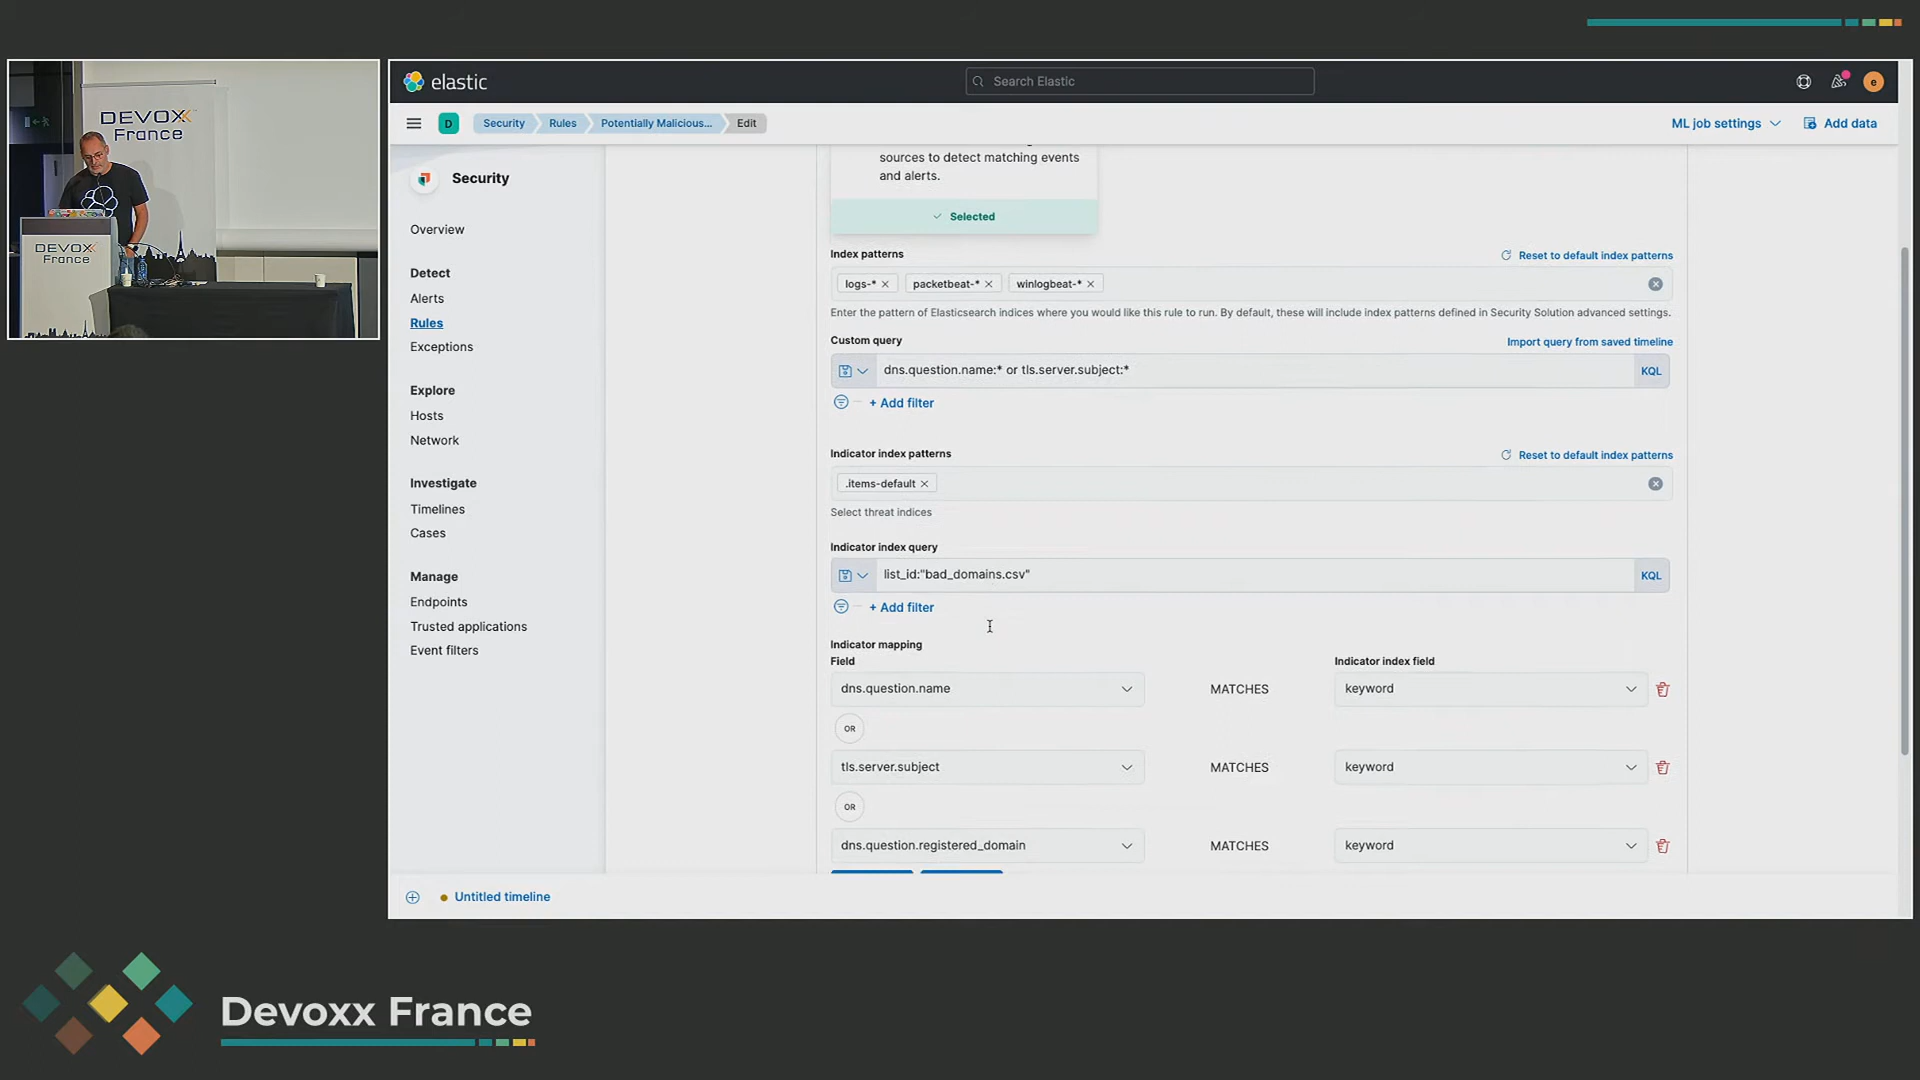 DEVOXX
France
DEVOXX
France
elastic
Search Elastic
e
D
Security
Rules
Potentially Malicious...
Edit
ML job settings
Add data
Security
Overview
Detect
Alerts
Rules
Exceptions
Explore
Hosts
Network
Investigate
Timelines
Cases
Manage
Endpoints
Trusted applications
Event filters
sources to detect matching events
and alerts.
Selected
Index patterns
Reset to default index patterns
logs-*
packetbeat-*
winlogbeat-*
Enter the pattern of Elasticsearch indices where you would like this rule to run. By default, these will include index patterns defined in Security Solution advanced settings.
Custom query
Import query from saved timeline
dns.question.name:* or tls.server.subject:*
KQL
+ Add filter
Indicator index patterns
Reset to default index patterns
.items-default
Select threat indices
Indicator index query
list_id:"bad_domains.csv"
KQL
+ Add filter
Indicator mapping
Field
Indicator index field
dns.question.name
MATCHES
keyword
OR
tls.server.subject
MATCHES
keyword
OR
dns.question.registered_domain
MATCHES
keyword
Untitled timeline
Devoxx France